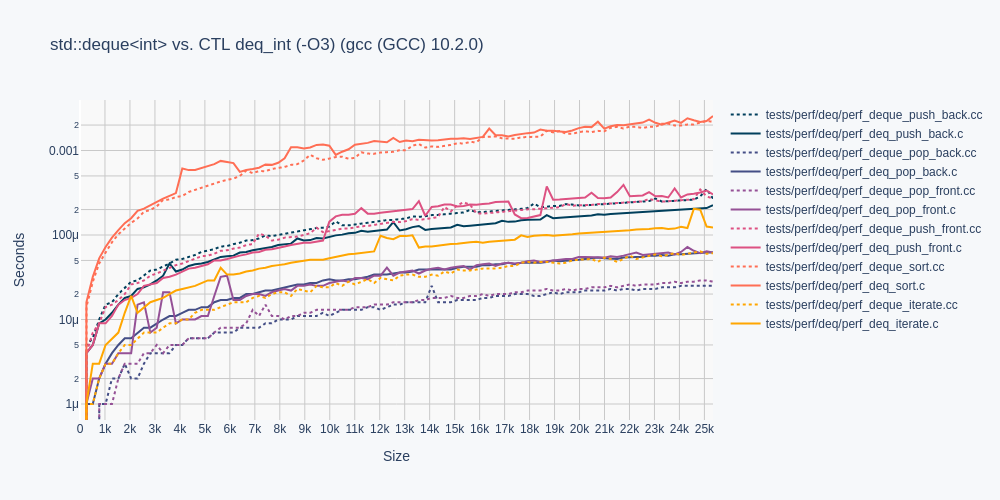 std::deque<int> vs. CTL deq_int (-O3) (gcc (GCC) 10.2.0)
2
0.001
5
2
100μ
5
2
10μ
5
2
1μ
Seconds
0 1k 2k 3k 4k 5k 6k 7k 8k 9k 10k 11k 12k 13k 14k 15k 16k 17k 18k 19k 20k 21k 22k 23k 24k 25k
Size
tests/perf/deq/perf_deque_push_back.cc
tests/perf/deq/perf_deq_push_back.c
tests/perf/deq/perf_deque_pop_back.cc
tests/perf/deq/perf_deq_pop_back.c
tests/perf/deq/perf_deque_pop_front.cc
tests/perf/deq/perf_deq_pop_front.c
tests/perf/deq/perf_deque_push_front.cc
tests/perf/deq/perf_deq_push_front.c
tests/perf/deq/perf_deque_sort.cc
tests/perf/deq/perf_deq_sort.c
tests/perf/deq/perf_deque_iterate.cc
tests/perf/deq/perf_deq_iterate.c